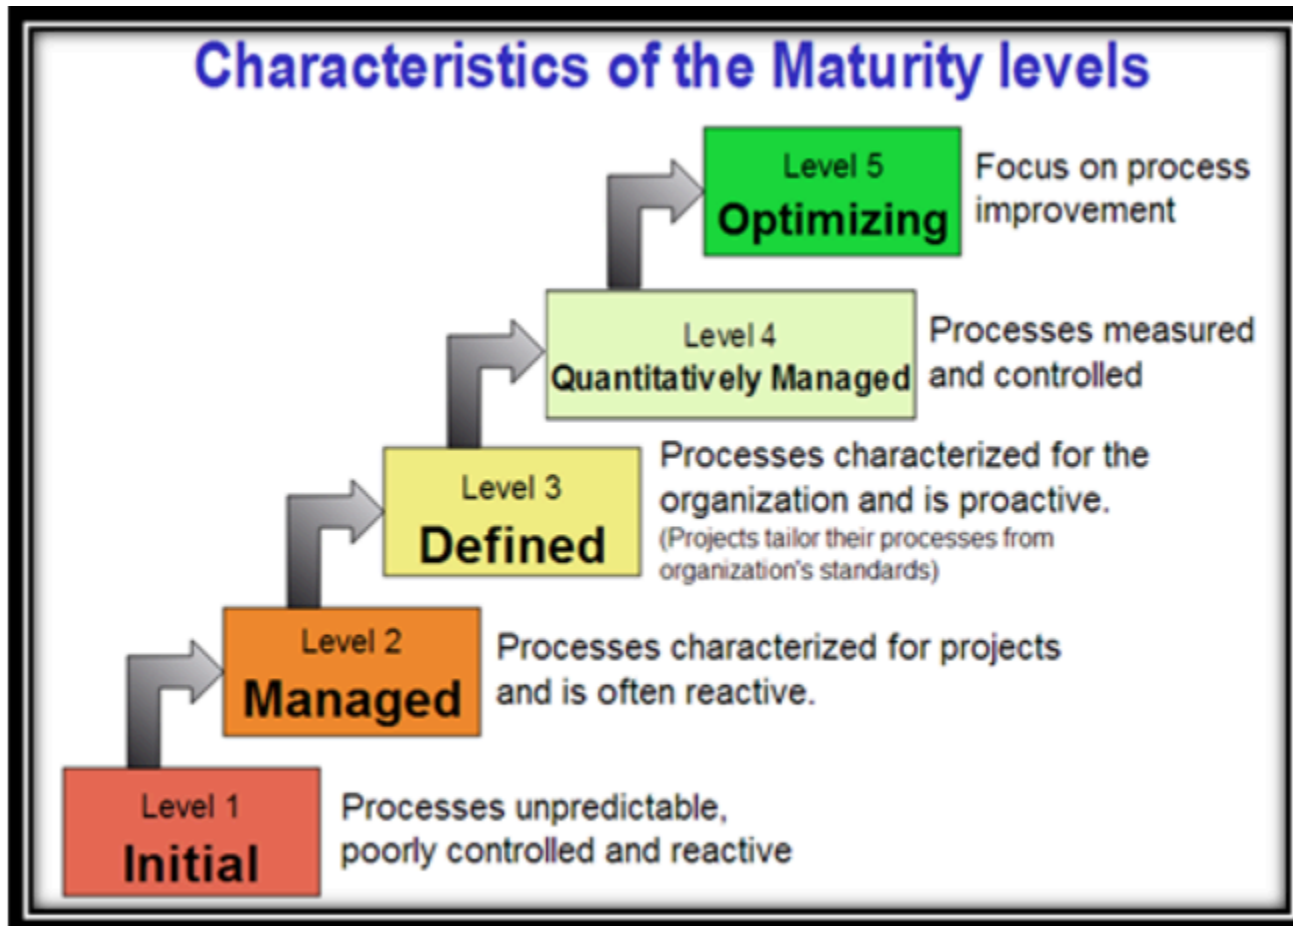 Characteristics of the Maturity levels
Level 5
Optimizing
Focus on process
improvement
Level 4
Quantitatively Managed
Processes measured
and controlled
Level 3
Defined
Processes characterized for the
organization and is proactive.
(Projects tailor their processes from
organization's standards)
Level 2
Managed
Processes characterized for projects
and is often reactive.
Level 1
Initial
Processes unpredictable,
poorly controlled and reactive